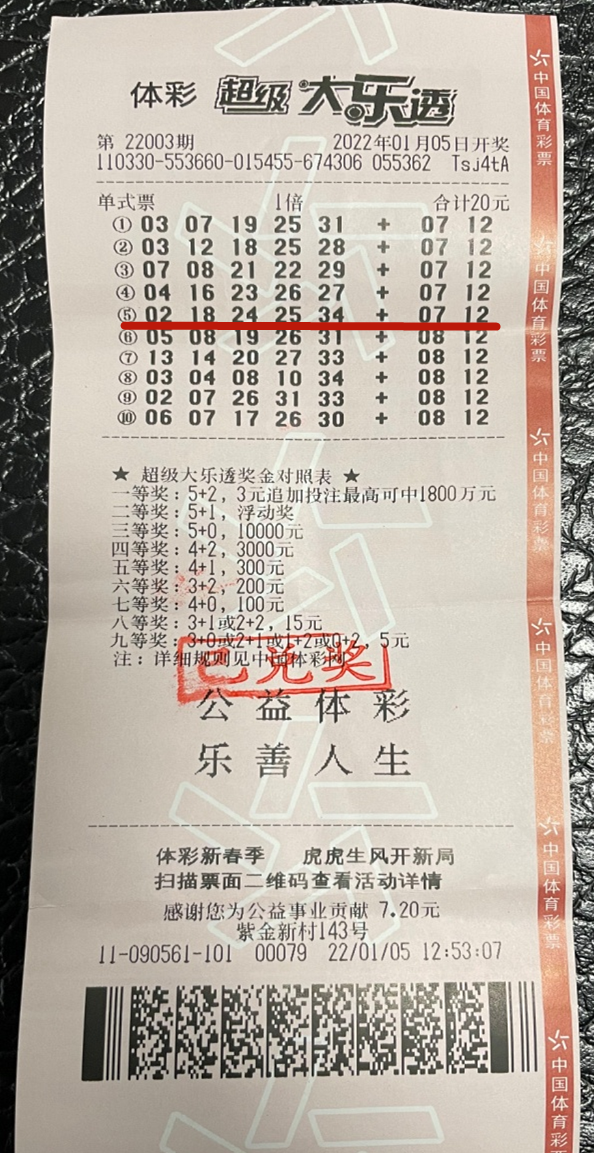 体彩 超级大乐透
第 22003期 2022年01月05日开奖
110330-553660-015455-674306 055362 TsJ4tA
单式票 1倍 合计20元
① 03 07 19 25 31 + 07 12
② 03 12 18 25 28 + 07 12
③ 07 08 21 22 29 + 07 12
④ 04 16 23 26 27 + 07 12
⑤ 02 18 24 25 34 + 07 12
⑥ 05 08 19 26 31 + 08 12
⑦ 13 14 20 27 33 + 08 12
⑧ 03 04 08 10 34 + 08 12
⑨ 02 07 26 31 33 + 08 12
⑩ 06 07 17 26 30 + 08 12
★ 超级大乐透奖金对照表 ★
一等奖：5+2，3元追加投注最高可中1800万元
二等奖：5+1，浮动奖
三等奖：5+0，10000元
四等奖：4+2，3000元
五等奖：4+1，300元
六等奖：3+2，200元
七等奖：4+0，100元
八等奖：3+1或2+2，15元
九等奖：3+0或2+1或1+2或0+2，5元
注：详细规则见中国体彩网
已兑奖
公益体彩
乐善人生
体彩新春季 虎虎生风开新局
扫描票面二维码查看活动详情
感谢您为公益事业贡献 7.20元
紫金新村143号
11-090561-101 00079 22/01/05 12:53:07
中国体育彩票
中国体育彩票
中国体育彩票
中国体育彩票
中国体育彩票
中国体育彩票